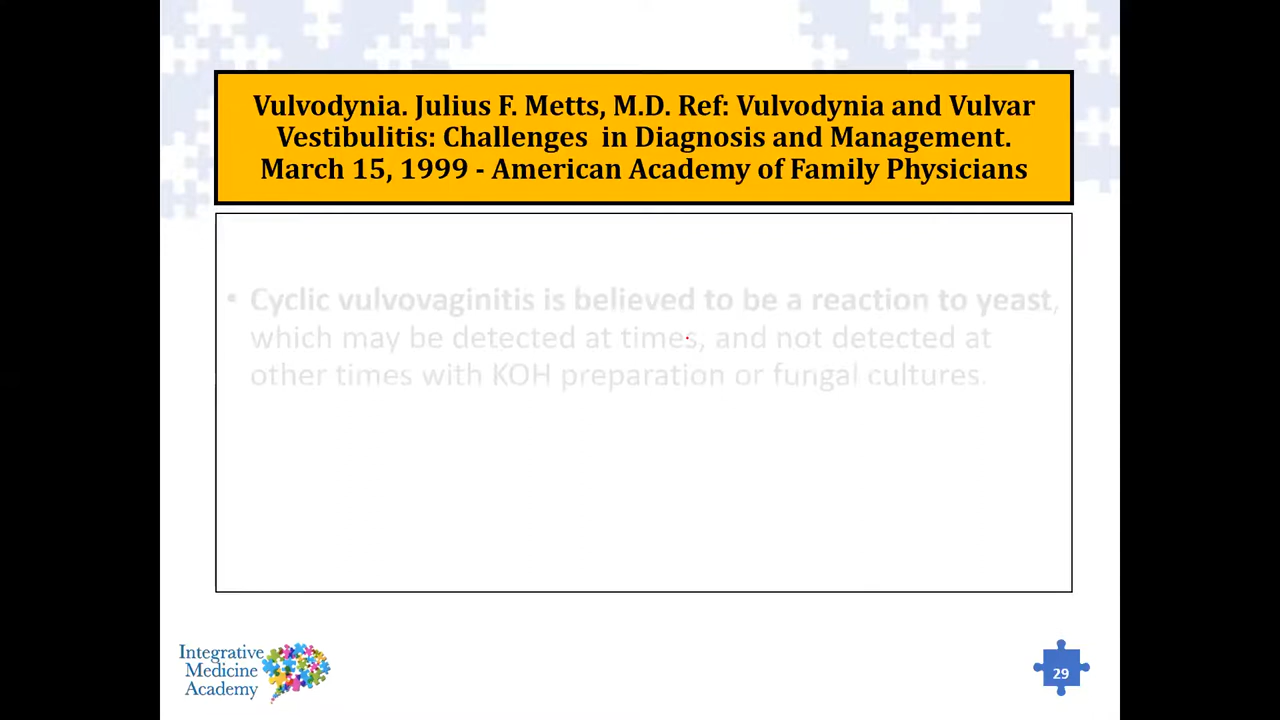 Vulvodynia. Julius F. Metts, M.D. Ref: Vulvodynia and Vulvar
Vestibulitis: Challenges in Diagnosis and Management.
March 15, 1999 - American Academy of Family Physicians
• Cyclic vulvovaginitis is believed to be a reaction to yeast,
which may be detected at times, and not detected at
other times with KOH preparation or fungal cultures.
Integrative
Medicine
Academy
29